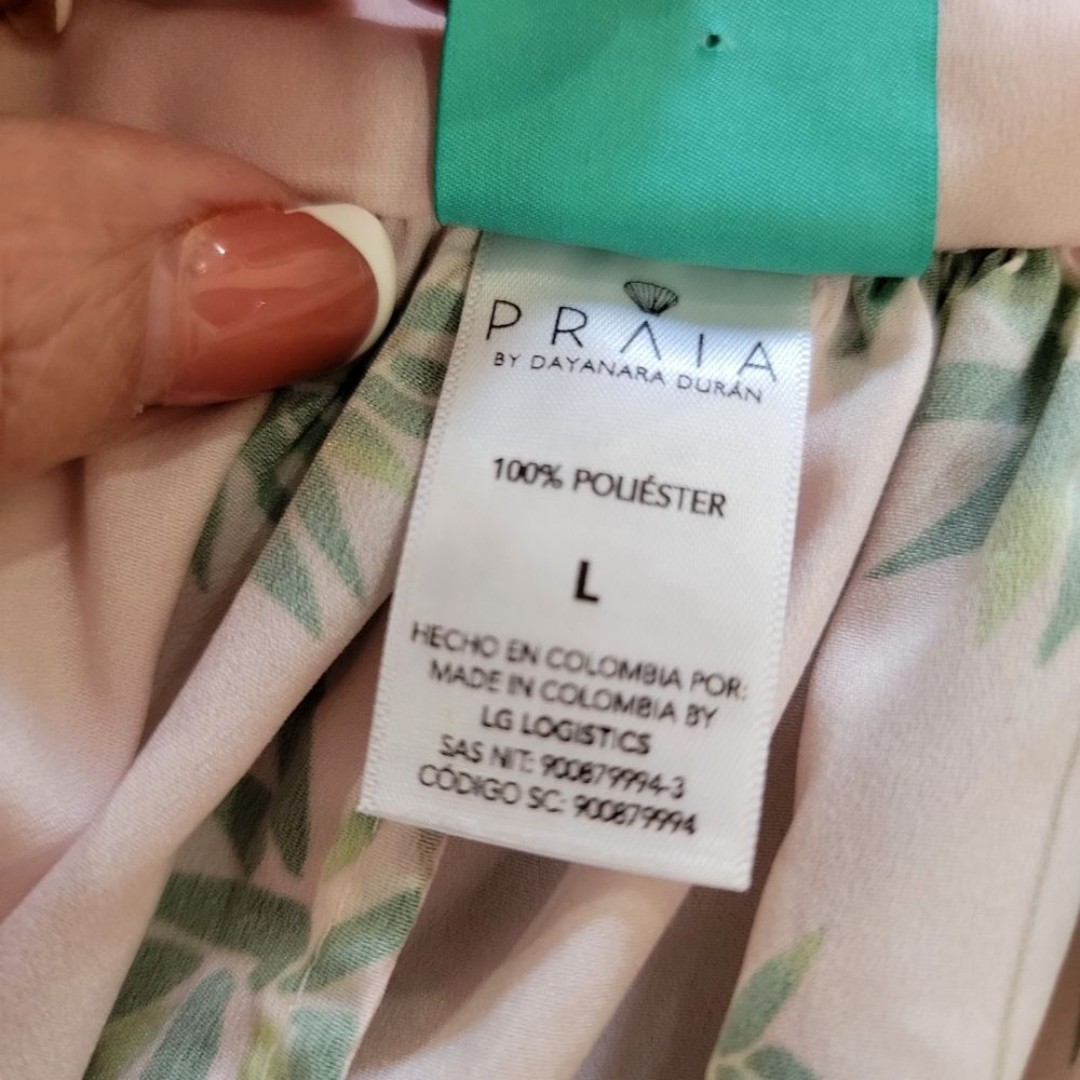 PRAIA
BY DAYANARA DURÁN
100% POLIÉSTER
L
HECHO EN COLOMBIA POR:
MADE IN COLOMBIA BY
LG LOGISTICS
SAS NIT: 900879994-3
CÓDIGO SC: 900879994